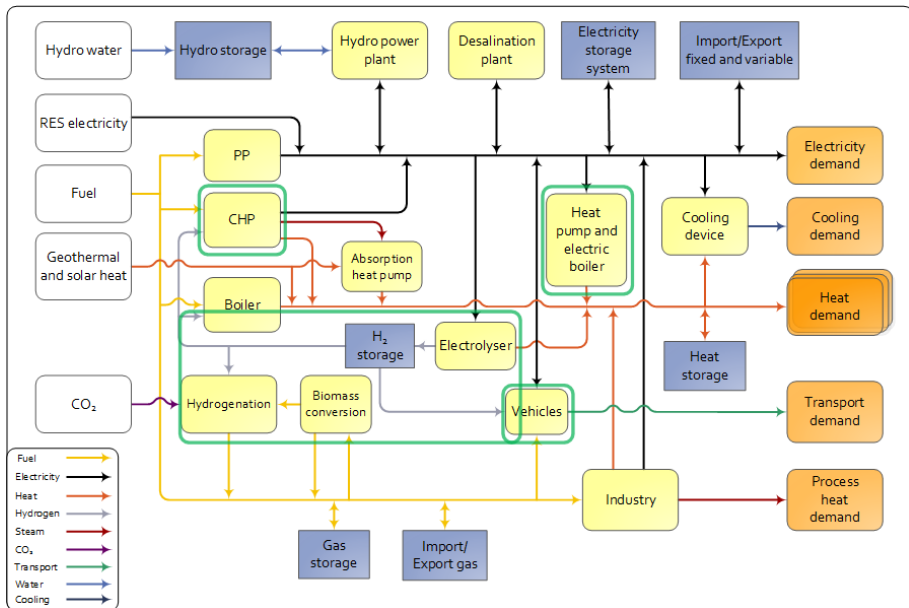 Hydro water
Hydro storage
Hydro power
plant
Desalination
plant
Electricity
storage
system
Import/Export
fixed and variable
RES electricity
PP
Electricity
demand
Fuel
CHP
Heat
pump and
electric
boiler
Cooling
device
Cooling
demand
Geothermal
and solar heat
Absorption
heat pump
Boiler
Heat
demand
H₂
storage
Electrolyser
Heat
storage
CO₂
Hydrogenation
Biomass
conversion
Vehicles
Transport
demand
Fuel
Electricity
Heat
Hydrogen
Steam
CO₂
Transport
Water
Cooling
Industry
Process
heat
demand
Gas
storage
Import/
Export gas